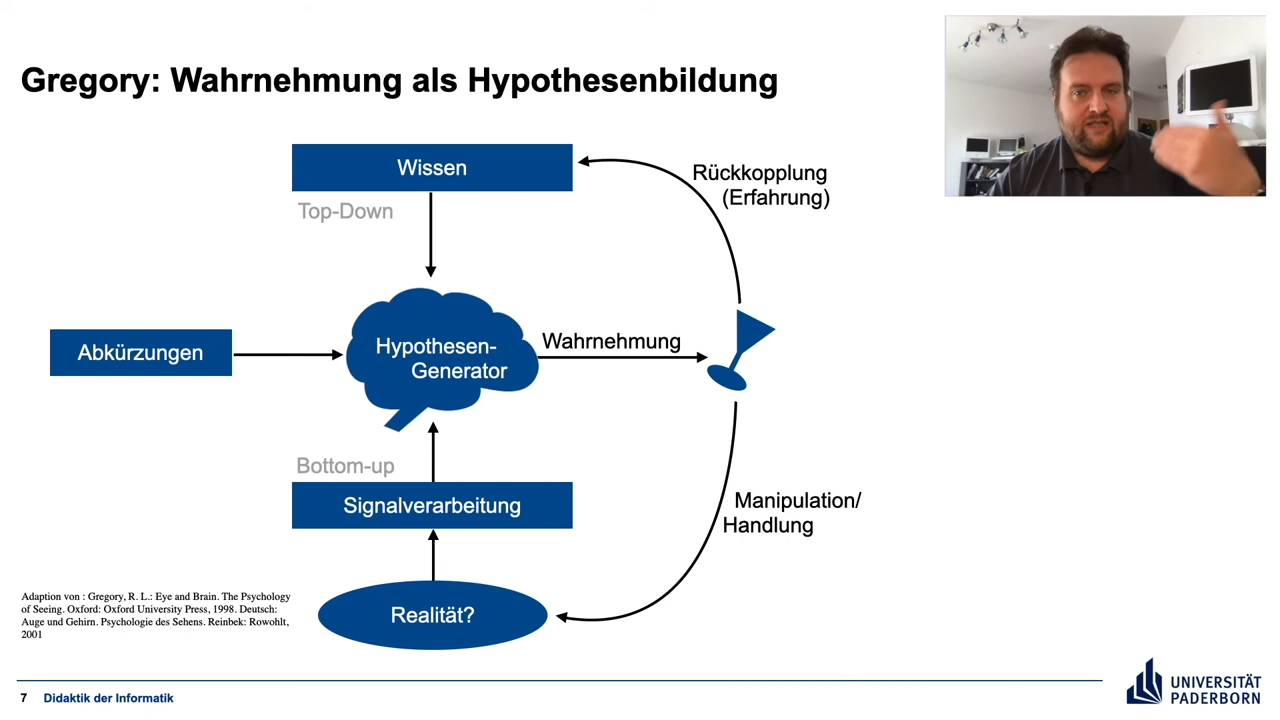 Gregory: Wahrnehmung als Hypothesenbildung
Wissen
Top-Down
Rückkopplung
(Erfahrung)
Abkürzungen
Hypothesen-
Generator
Wahrnehmung
Bottom-up
Signalverarbeitung
Manipulation/
Handlung
Realität?
Adaption von : Gregory, R. L.: Eye and Brain. The Psychology
of Seeing. Oxford: Oxford University Press, 1998. Deutsch:
Auge und Gehirn. Psychologie des Sehens. Reinbek: Rowohlt,
2001
7 Didaktik der Informatik
UNIVERSITÄT
PADERBORN